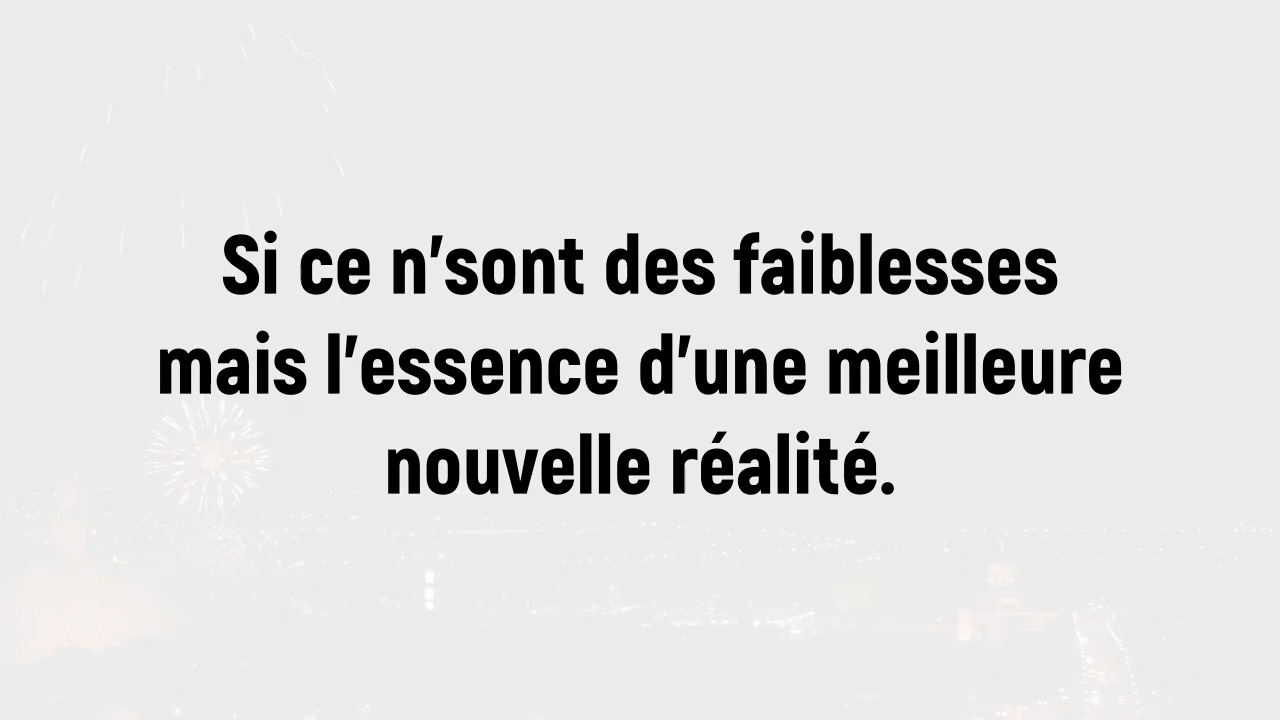 Si ce n'sont des faiblesses
mais l'essence d'une meilleure
nouvelle réalité.